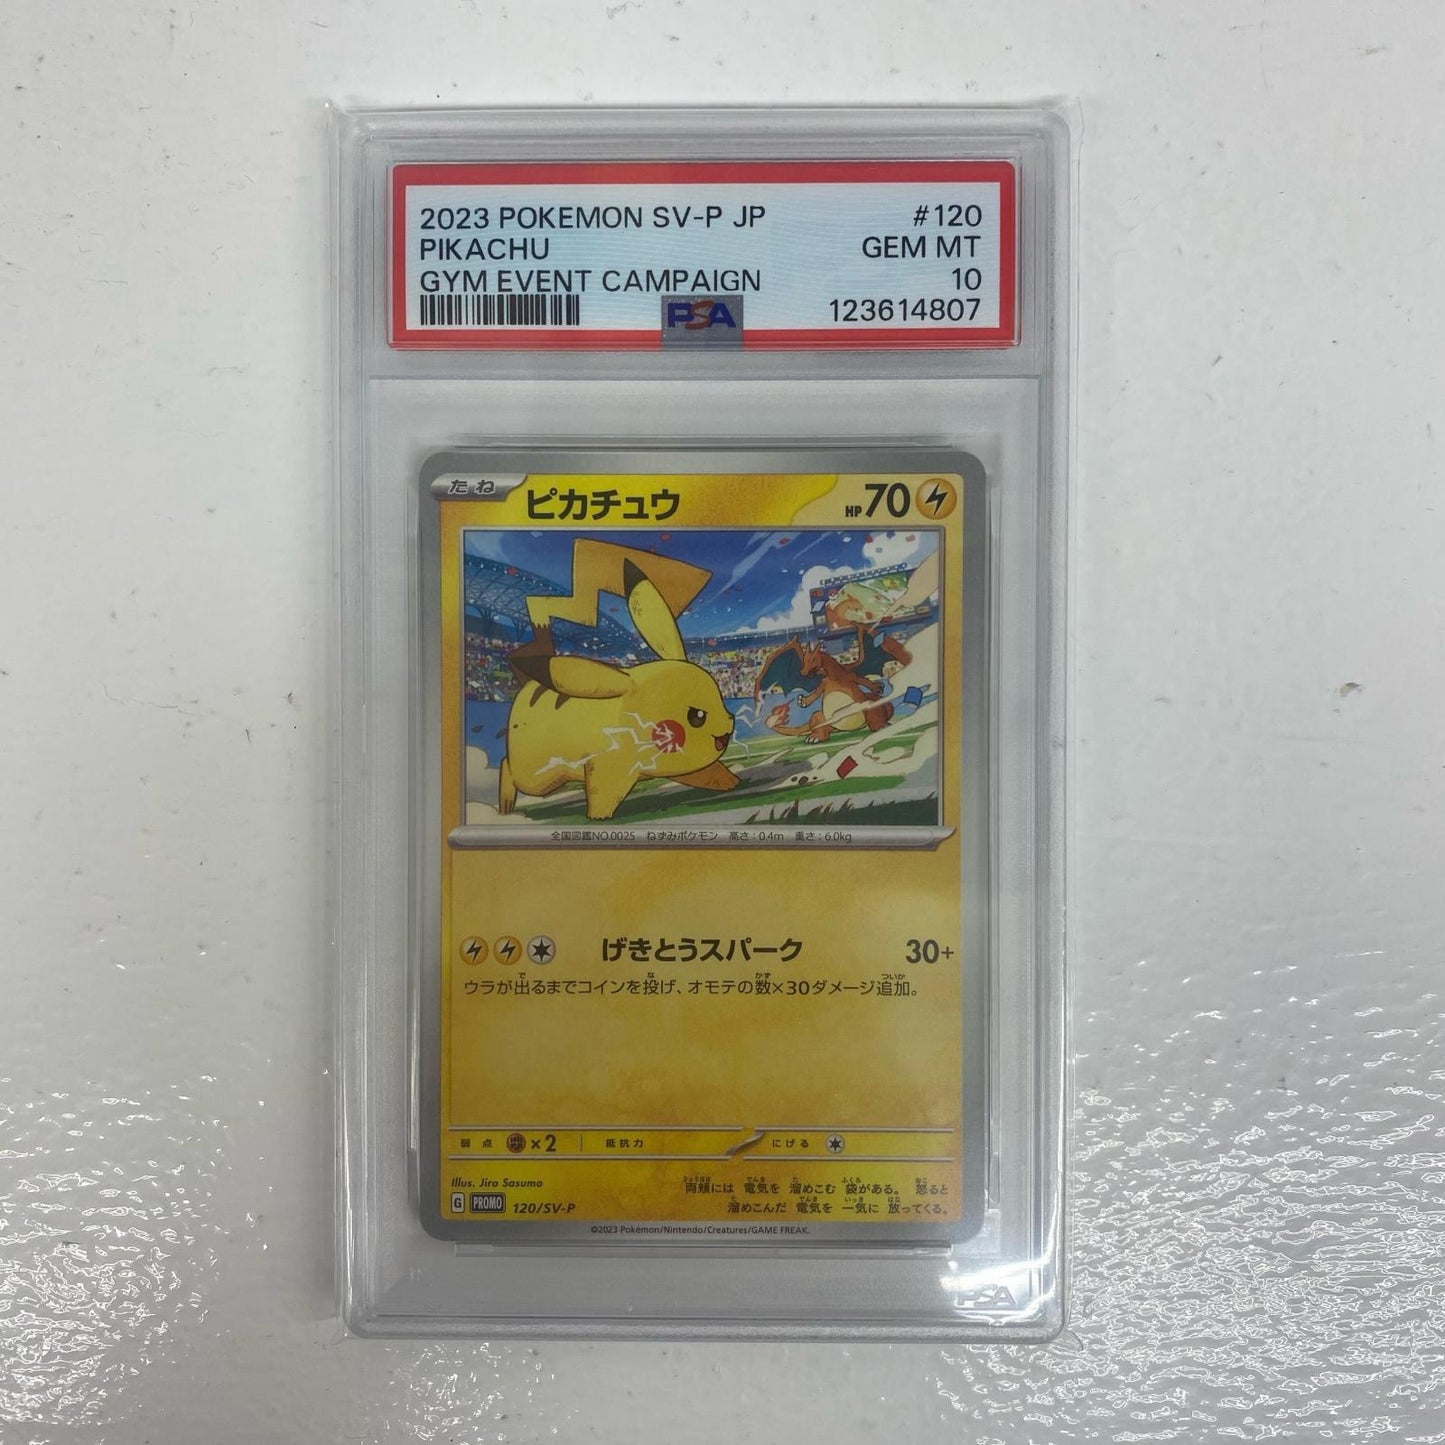 2023 POKEMON SV-P JP #120
PIKACHU GEM MT
GYM EVENT CAMPAIGN 10
PSA 123614807
たね ピカチュウ HP70
全国図鑑NO.0025 ねずみポケモン 高さ:0.4m 重さ:6.0kg
げきとうスパーク 30+
ウラが出るまでコインを投げ、オモテの数×30ダメージ追加。
弱点 ×2 抵抗力 にげる
Illus. Jiro Sasumo
両頬には 電気を 溜めこむ 袋がある。 怒ると
溜めこんだ 電気を 一気に 放ってくる。
G PROMO 120/SV-P
©2023 Pokémon/Nintendo/Creatures/GAME FREAK.
PSA